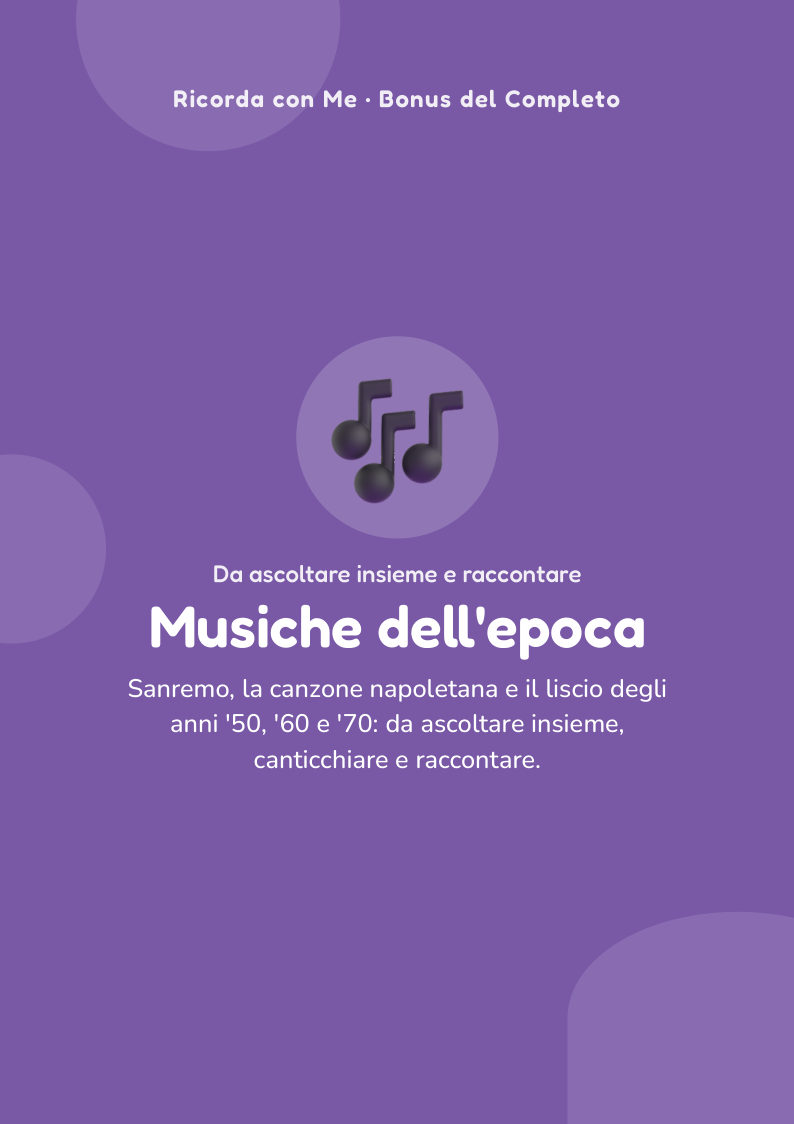 Ricorda con Me · Bonus del Completo
Da ascoltare insieme e raccontare
Musiche dell'epoca
Sanremo, la canzone napoletana e il liscio degli
anni '50, '60 e '70: da ascoltare insieme,
canticchiare e raccontare.